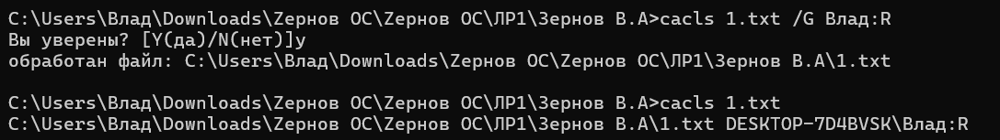 C:\Users\Влад\Downloads\Zернов ОС\Zернов ОС\ЛР1\Зернов В.А>cacls 1.txt /G Влад:R
Вы уверены? [Y(да)/N(нет)]y
обработан файл: C:\Users\Влад\Downloads\Zернов ОС\Zернов ОС\ЛР1\Зернов В.А\1.txt

C:\Users\Влад\Downloads\Zернов ОС\Zернов ОС\ЛР1\Зернов В.А>cacls 1.txt
C:\Users\Влад\Downloads\Zернов ОС\Zернов ОС\ЛР1\Зернов В.А\1.txt DESKTOP-7D4BVSK\Влад:R